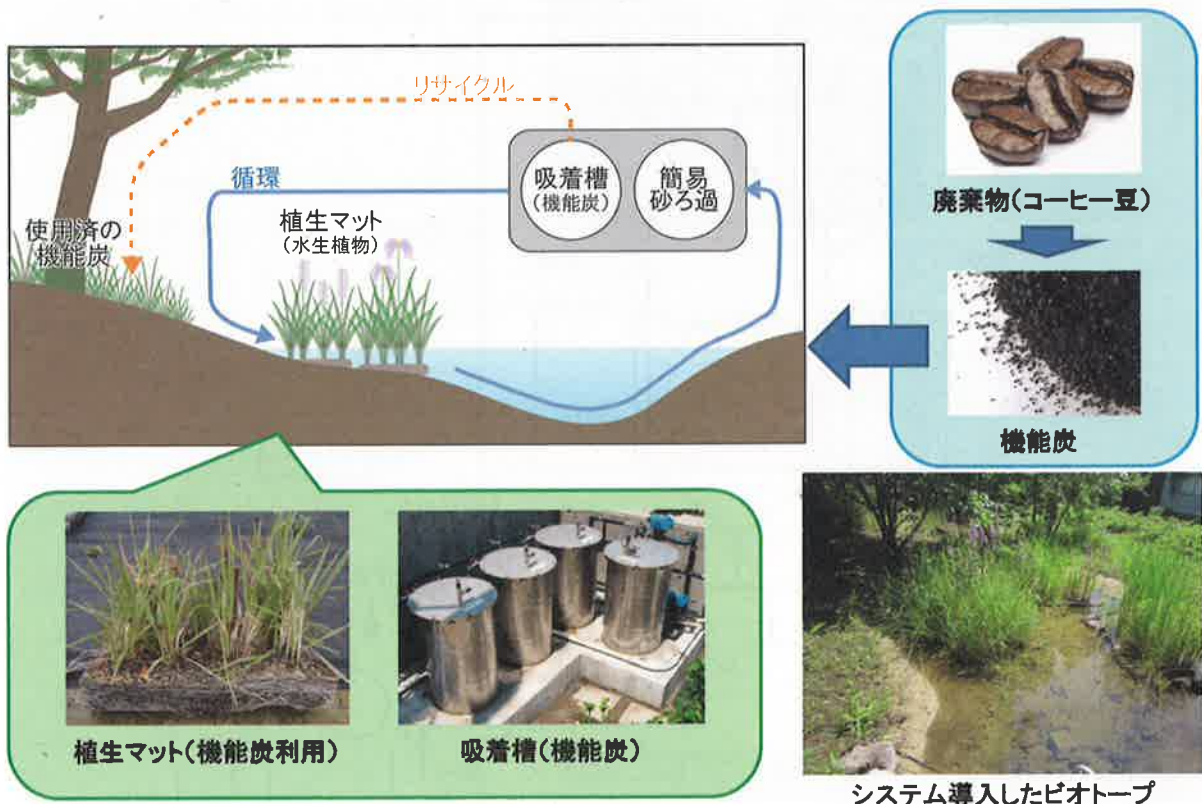 リサイクル
循環
吸着槽
(機能炭)
簡易
砂ろ過
植生マット
(水生植物)
使用済の
機能炭
廃棄物(コーヒー豆)
機能炭
植生マット(機能炭利用)
吸着槽(機能炭)
システム導入したビオトープ